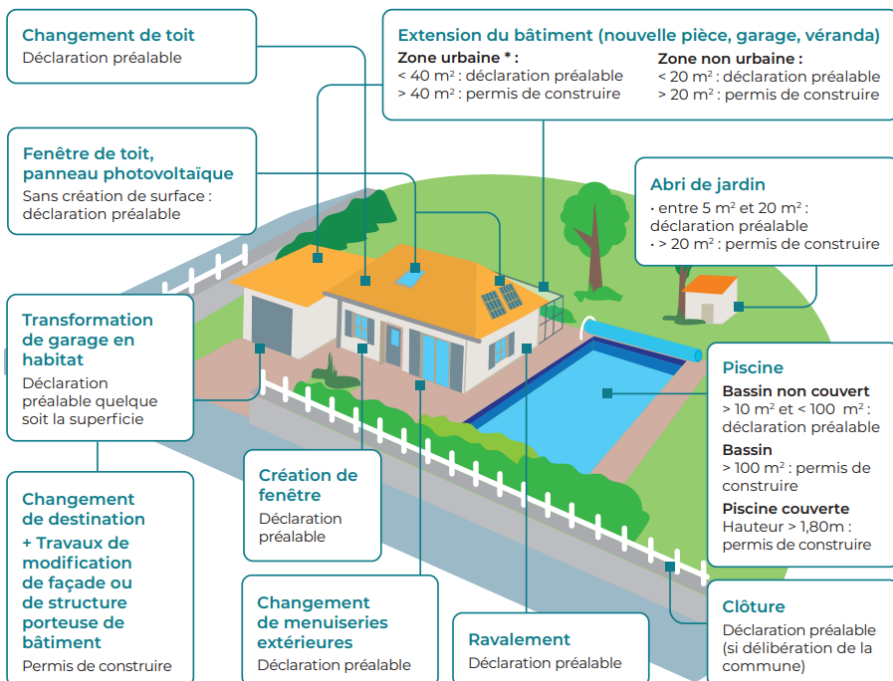 Changement de toit
Déclaration préalable
Extension du bâtiment (nouvelle pièce, garage, véranda)
Zone urbaine * :
< 40 m² : déclaration préalable
> 40 m² : permis de construire
Zone non urbaine :
< 20 m² : déclaration préalable
> 20 m² : permis de construire
Fenêtre de toit,
panneau photovoltaïque
Sans création de surface :
déclaration préalable
Abri de jardin
• entre 5 m² et 20 m² :
déclaration préalable
• > 20 m² : permis de construire
Transformation
de garage en
habitat
Déclaration
préalable quelque
soit la superficie
Piscine
Bassin non couvert
> 10 m² et < 100 m² :
déclaration préalable
Bassin
> 100 m² : permis de
construire
Piscine couverte
Hauteur > 1,80m :
permis de construire
Changement
de destination
+ Travaux de
modification
de façade ou
de structure
porteuse de
bâtiment
Permis de construire
Création de
fenêtre
Déclaration
préalable
Changement
de menuiseries
extérieures
Déclaration préalable
Ravalement
Déclaration préalable
Clôture
Déclaration préalable
(si délibération de la
commune)